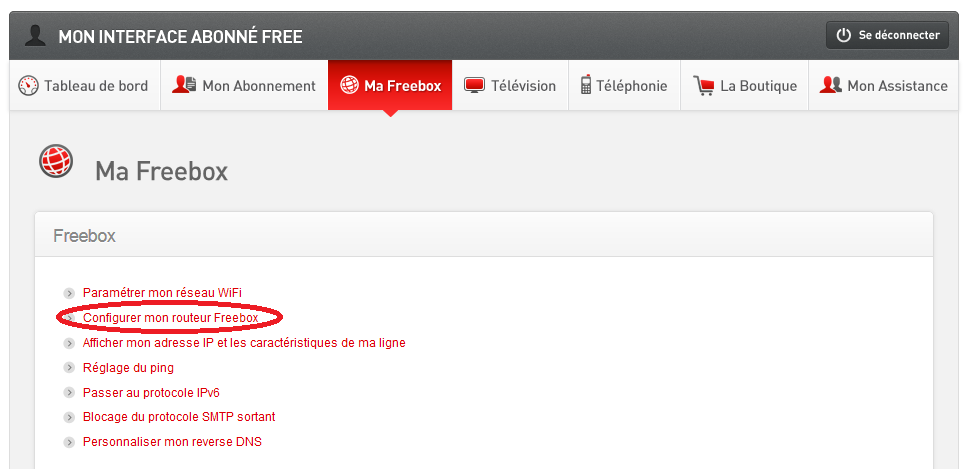 MON INTERFACE ABONNÉ FREE
Se déconnecter
Tableau de bord
Mon Abonnement
Ma Freebox
Télévision
Téléphonie
La Boutique
Mon Assistance
Ma Freebox
Freebox
Paramétrer mon réseau WiFi
Configurer mon routeur Freebox
Afficher mon adresse IP et les caractéristiques de ma ligne
Réglage du ping
Passer au protocole IPv6
Blocage du protocole SMTP sortant
Personnaliser mon reverse DNS